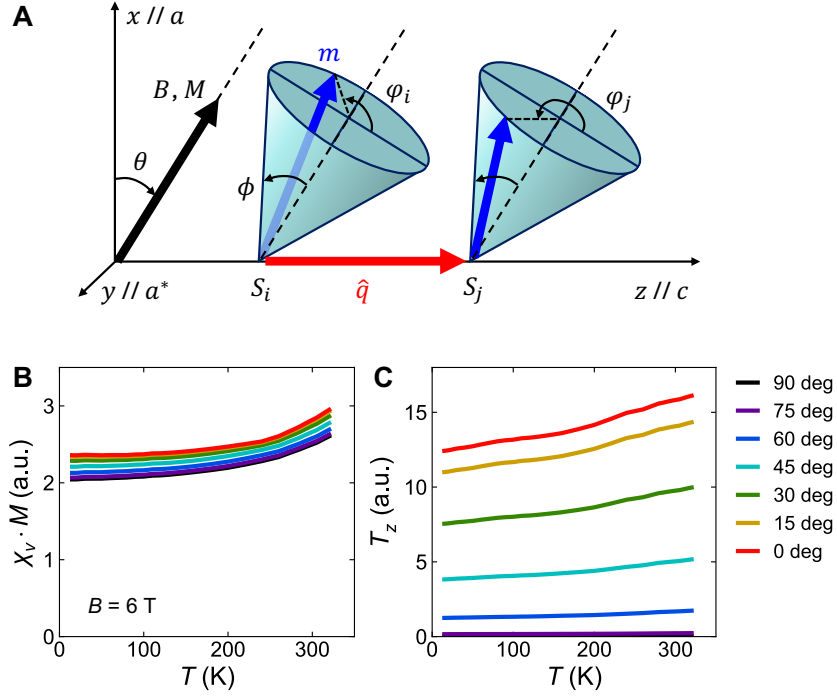 A
x // a
B, M
θ
m
φᵢ
ϕ
φⱼ
y // a*
Sᵢ
q̂
Sⱼ
z // c
B
χᵥ · M (a.u.)
3
2
1
0
B = 6 T
0
100
200
300
T (K)
C
T_z (a.u.)
15
10
5
0
0
100
200
300
T (K)
90 deg
75 deg
60 deg
45 deg
30 deg
15 deg
0 deg